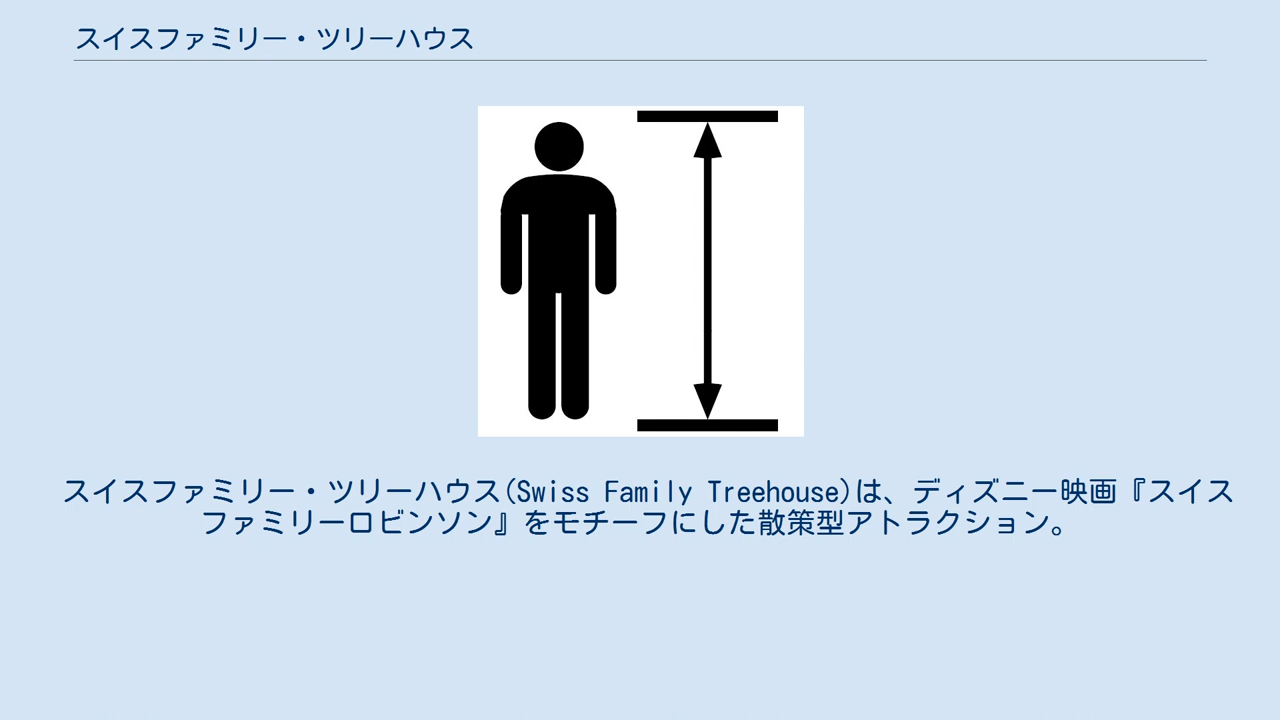 スイスファミリー・ツリーハウス
スイスファミリー・ツリーハウス(Swiss Family Treehouse)は、ディズニー映画『スイス
ファミリーロビンソン』をモチーフにした散策型アトラクション。